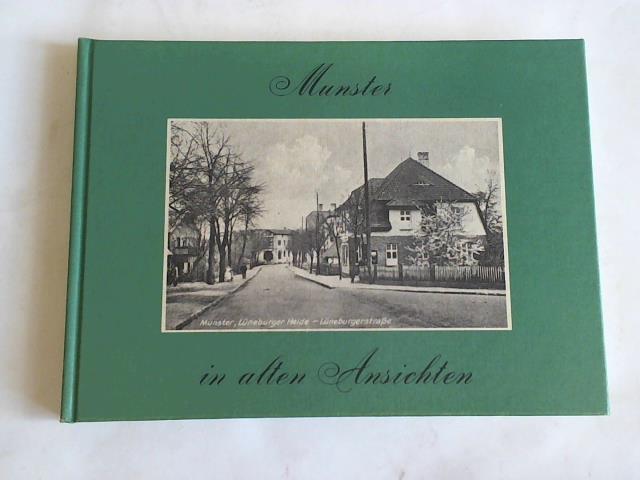 Munster
Munster, Lüneburger Heide – Lüneburgerstraße
in alten Ansichten